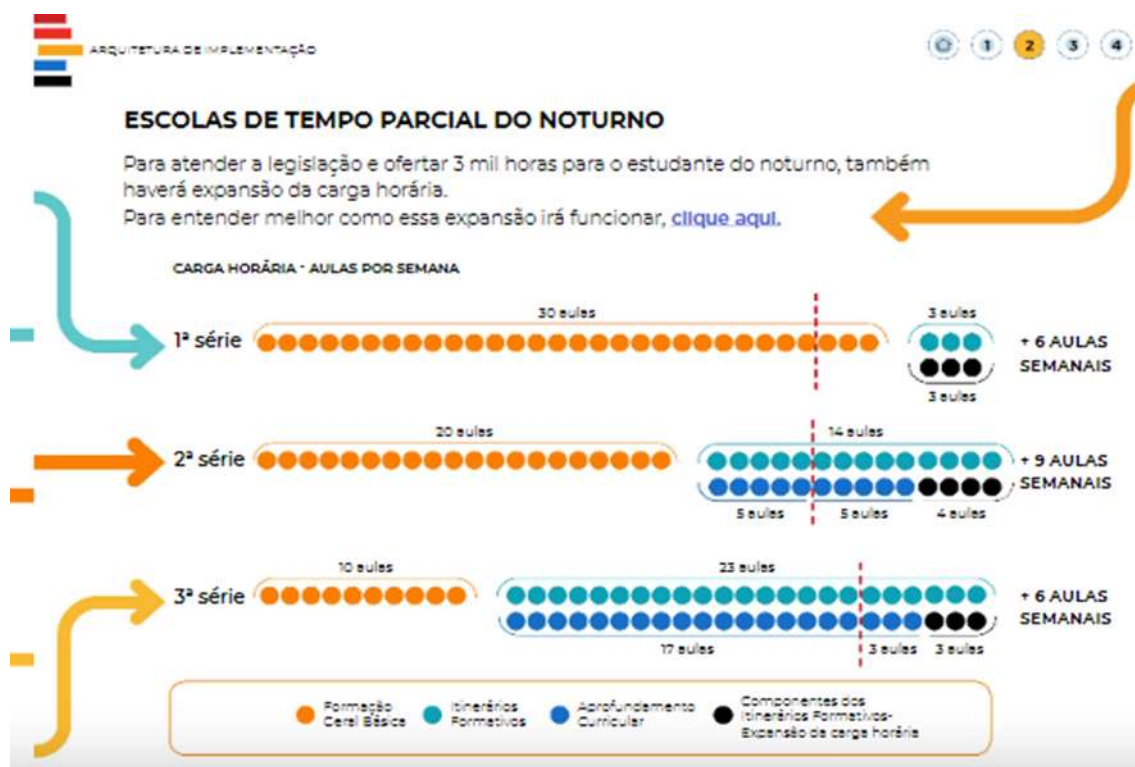 ARQUITETURA DE IMPLEMENTAÇÃO
1 2 3 4
ESCOLAS DE TEMPO PARCIAL DO NOTURNO
Para atender a legislação e ofertar 3 mil horas para o estudante do noturno, também
haverá expansão da carga horária.
Para entender melhor como essa expansão irá funcionar, clique aqui.
CARGA HORÁRIA - AULAS POR SEMANA
30 aulas
3 aulas
1ª série
+ 6 AULAS
SEMANAIS
3 aulas
20 aulas
14 aulas
2ª série
+ 9 AULAS
SEMANAIS
5 aulas
5 aulas
4 aulas
10 aulas
23 aulas
3ª série
+ 6 AULAS
SEMANAIS
17 aulas
3 aulas
3 aulas
Formação
Geral Básica
Itinerários
Formativos
Aprofundamento
Curricular
Componentes dos
Itinerários Formativos-
Expansão da carga horária